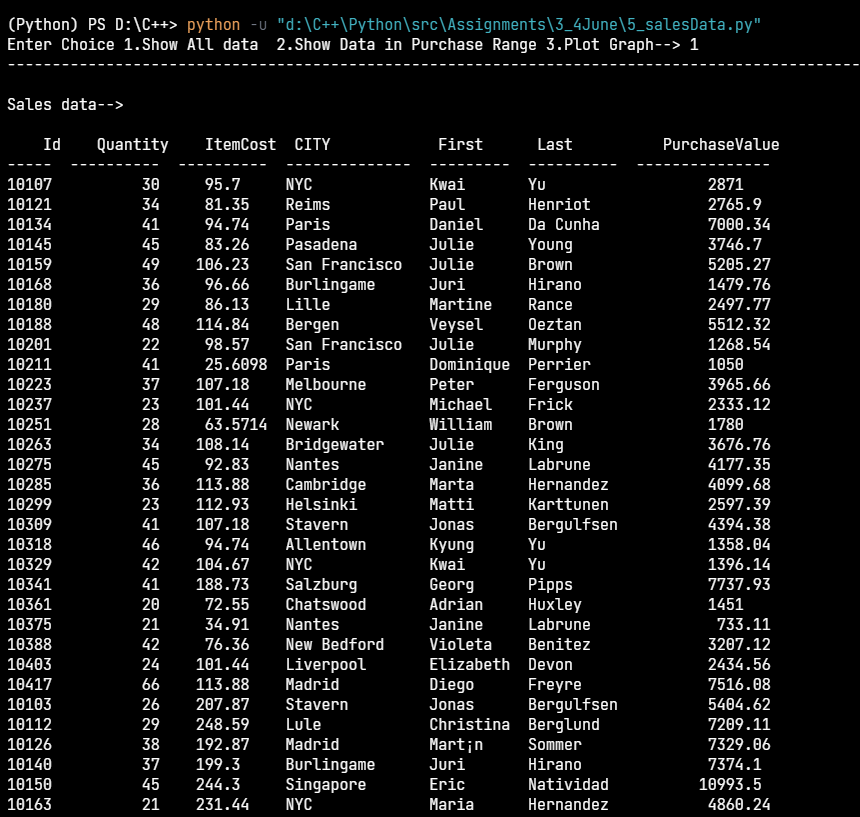 (Python) PS D:\C++> python -u "d:\C++\Python\src\Assignments\3_4June\5_salesData.py"
Enter Choice 1.Show All data  2.Show Data in Purchase Range 3.Plot Graph--> 1
-----------------------------------------------------------------------------------------------
Sales data-->
    Id    Quantity    ItemCost  CITY            First      Last          PurchaseValue
-----  ----------  ----------  --------------  ---------  ----------  ---------------
10107          30     95.7     NYC             Kwai       Yu                  2871
10121          34     81.35    Reims           Paul       Henriot             2765.9
10134          41     94.74    Paris           Daniel     Da Cunha            7000.34
10145          45     83.26    Pasadena        Julie      Young               3746.7
10159          49    106.23    San Francisco   Julie      Brown               5205.27
10168          36     96.66    Burlingame      Juri       Hirano              1479.76
10180          29     86.13    Lille           Martine    Rance               2497.77
10188          48    114.84    Bergen          Veysel     Oeztan              5512.32
10201          22     98.57    San Francisco   Julie      Murphy              1268.54
10211          41     25.6098  Paris           Dominique  Perrier             1050
10223          37    107.18    Melbourne       Peter      Ferguson            3965.66
10237          23    101.44    NYC             Michael    Frick               2333.12
10251          28     63.5714  Newark          William    Brown               1780
10263          34    108.14    Bridgewater     Julie      King                3676.76
10275          45     92.83    Nantes          Janine     Labrune             4177.35
10285          36    113.88    Cambridge       Marta      Hernandez           4099.68
10299          23    112.93    Helsinki        Matti      Karttunen           2597.39
10309          41    107.18    Stavern         Jonas      Bergulfsen          4394.38
10318          46     94.74    Allentown       Kyung      Yu                  1358.04
10329          42    104.67    NYC             Kwai       Yu                  1396.14
10341          41    188.73    Salzburg        Georg      Pipps               7737.93
10361          20     72.55    Chatswood       Adrian     Huxley              1451
10375          21     34.91    Nantes          Janine     Labrune              733.11
10388          42     76.36    New Bedford     Violeta    Benitez             3207.12
10403          24    101.44    Liverpool       Elizabeth  Devon               2434.56
10417          66    113.88    Madrid          Diego      Freyre              7516.08
10103          26    207.87    Stavern         Jonas      Bergulfsen          5404.62
10112          29    248.59    Lule            Christina  Berglund            7209.11
10126          38    192.87    Madrid          Mart¡n     Sommer              7329.06
10140          37    199.3     Burlingame      Juri       Hirano              7374.1
10150          45    244.3     Singapore       Eric       Natividad          10993.5
10163          21    231.44    NYC             Maria      Hernandez           4860.24